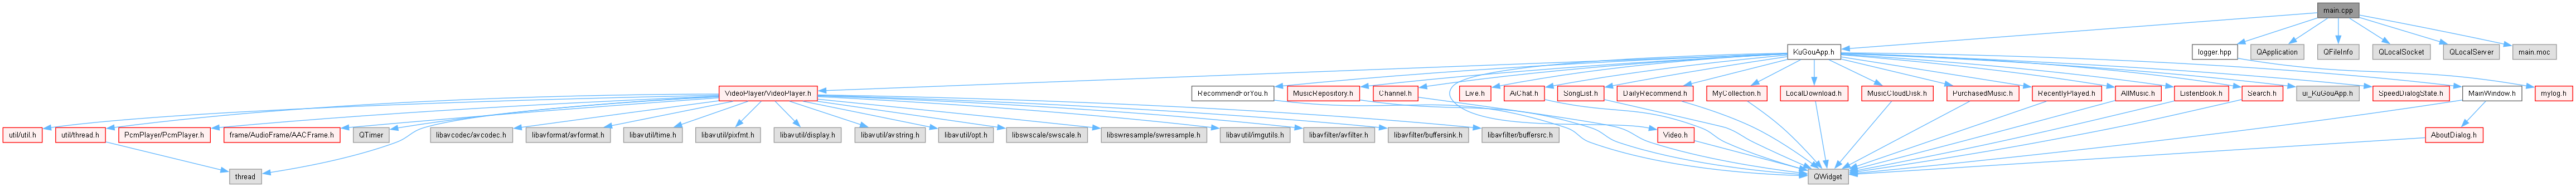 main.cpp
KuGouApp.h
logger.hpp
QApplication
QFileInfo
QLocalSocket
QLocalServer
main.moc
VideoPlayer/VideoPlayer.h
RecommendForYou.h
MusicRepository.h
Channel.h
Live.h
AiChat.h
SongList.h
DailyRecommend.h
MyCollection.h
LocalDownload.h
MusicCloudDisk.h
PurchasedMusic.h
RecentlyPlayed.h
AllMusic.h
ListenBook.h
Search.h
ui_KuGouApp.h
SpeedDialogState.h
MainWindow.h
mylog.h
util/util.h
util/thread.h
PcmPlayer/PcmPlayer.h
frame/AudioFrame/AACFrame.h
QTimer
libavcodec/avcodec.h
libavformat/avformat.h
libavutil/time.h
libavutil/pixfmt.h
libavutil/display.h
libavutil/avstring.h
libavutil/opt.h
libswscale/swscale.h
libswresample/swresample.h
libavutil/imgutils.h
libavfilter/avfilter.h
libavfilter/buffersink.h
libavfilter/buffersrc.h
Video.h
AboutDialog.h
thread
QWidget